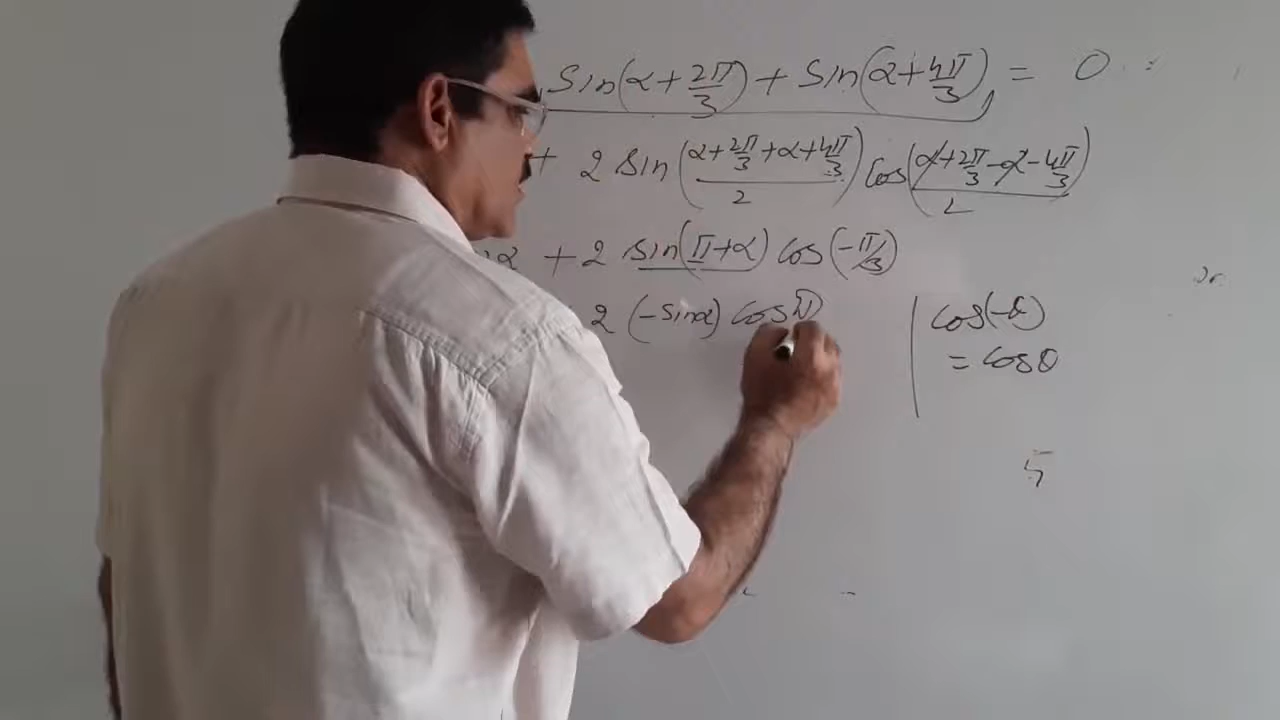 sin(α+2π/3) + sin(α+4π/3) = 0
+ 2 sin((α+2π/3+α+4π/3)/2) cos((α+2π/3-α-4π/3)/2)
α + 2 sin(π+α) cos(-π/3)
2 (-sinα) cos π
cos(-θ)
= cosθ
5